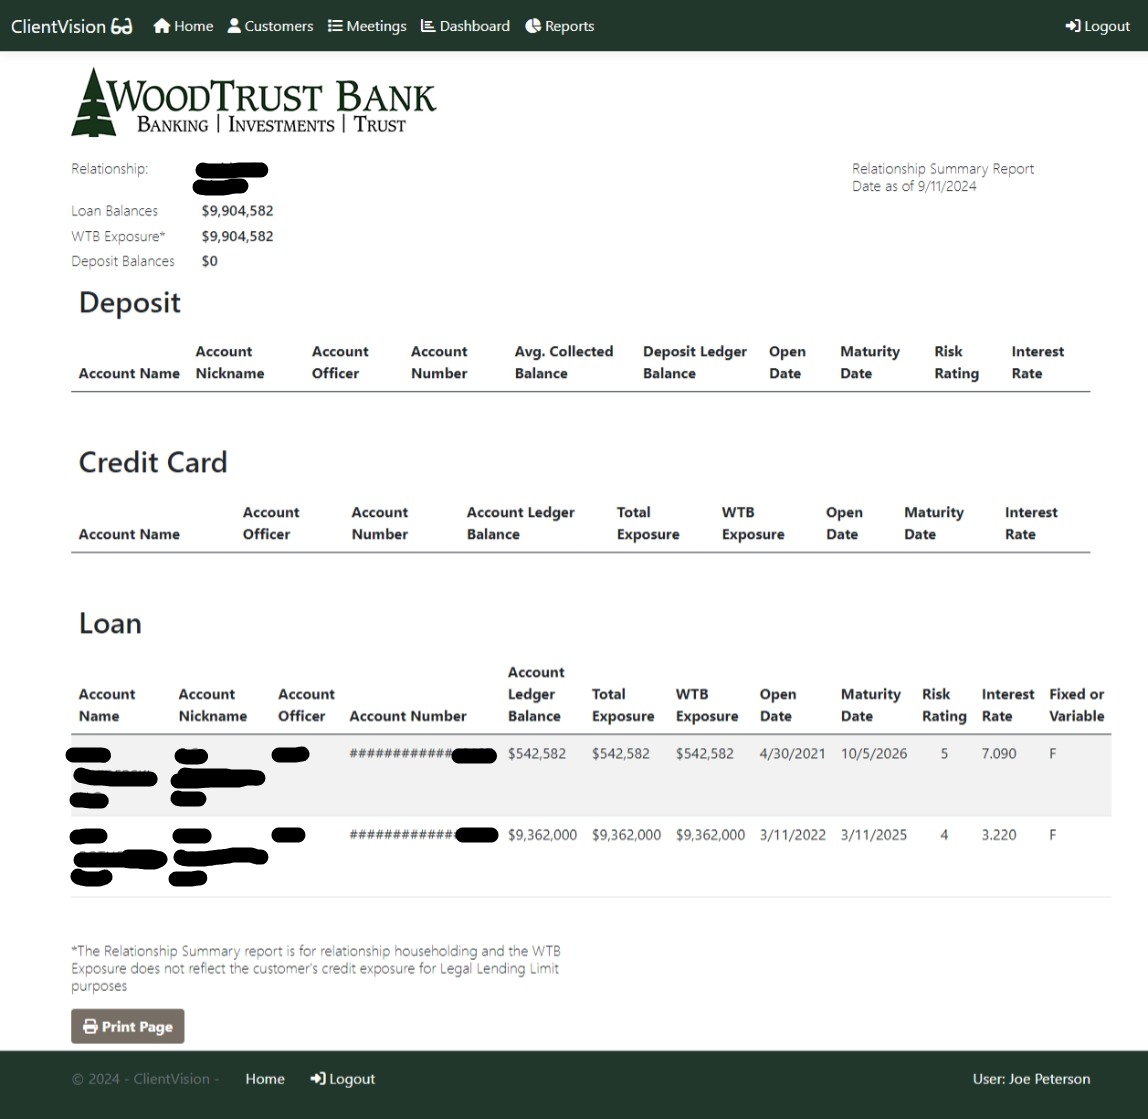 ClientVision Home Customers Meetings Dashboard Reports Logout
WOODTRUST BANK
BANKING | INVESTMENTS | TRUST
Relationship:
Relationship Summary Report
Date as of 9/11/2024
Loan Balances $9,904,582
WTB Exposure* $9,904,582
Deposit Balances $0
Deposit
Account Name Account Nickname Account Officer Account Number Avg. Collected Balance Deposit Ledger Balance Open Date Maturity Date Risk Rating Interest Rate
Credit Card
Account Name Account Officer Account Number Account Ledger Balance Total Exposure WTB Exposure Open Date Maturity Date Interest Rate
Loan
Account Name Account Nickname Account Officer Account Number Account Ledger Balance Total Exposure WTB Exposure Open Date Maturity Date Risk Rating Interest Rate Fixed or Variable
############ $542,582 $542,582 $542,582 4/30/2021 10/5/2026 5 7.090 F
############ $9,362,000 $9,362,000 $9,362,000 3/11/2022 3/11/2025 4 3.220 F
*The Relationship Summary report is for relationship householding and the WTB
Exposure does not reflect the customer's credit exposure for Legal Lending Limit
purposes
Print Page
© 2024 - ClientVision - Home Logout User: Joe Peterson